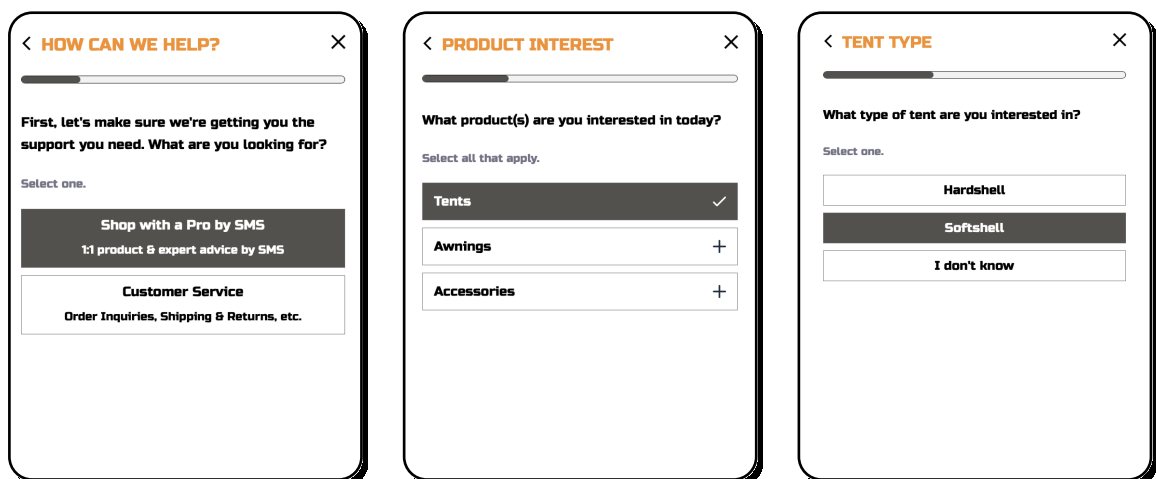 HOW CAN WE HELP?
First, let's make sure we're getting you the
support you need. What are you looking for?
Select one.
Shop with a Pro by SMS
1:1 product & expert advice by SMS
Customer Service
Order Inquiries, Shipping & Returns, etc.
PRODUCT INTEREST
What product(s) are you interested in today?
Select all that apply.
Tents
Awnings
Accessories
TENT TYPE
What type of tent are you interested in?
Select one.
Hardshell
Softshell
I don't know